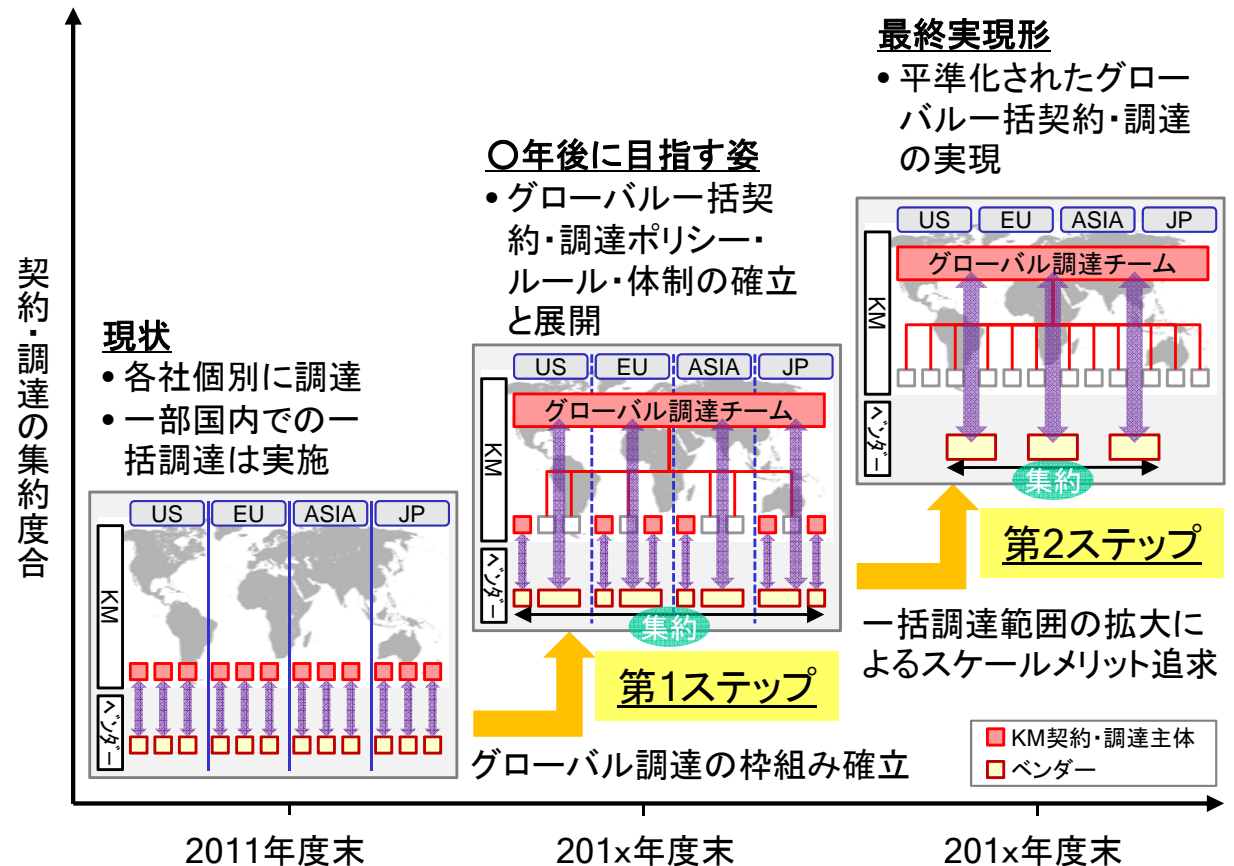 契約・調達の集約度合
現状
• 各社個別に調達
• 一部国内での一
括調達は実施
US
EU
ASIA
JP
KM
ベンダー
2011年度末
〇年後に目指す姿
• グローバル一括契
約・調達ポリシー・
ルール・体制の確立
と展開
US
EU
ASIA
JP
グローバル調達チーム
KM
ベンダー
集約
第1ステップ
グローバル調達の枠組み確立
201x年度末
最終実現形
• 平準化されたグロー
バル一括契約・調達
の実現
US
EU
ASIA
JP
グローバル調達チーム
KM
ベンダー
集約
第2ステップ
一括調達範囲の拡大に
よるスケールメリット追求
KM契約・調達主体
ベンダー
201x年度末